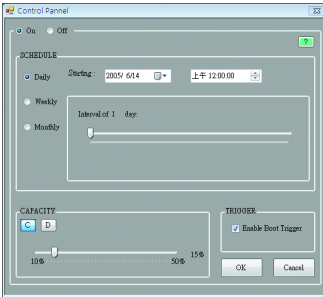 Control Pannel
On Off
?
SCHEDULE
Daily Starting : 2005/ 6/14 上午 12:00:00
Weekly
Monthly
Interval of 1 day.
CAPACITY
C D
10% 50% 15%
TRIGGER
Enable Boot Trigger
OK Cancel